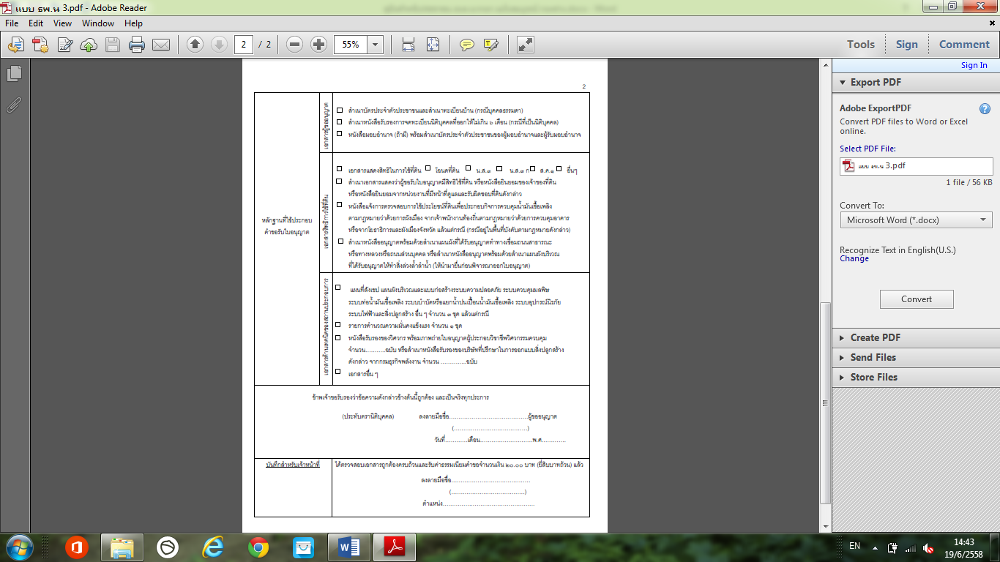 แบบ ธพ.น 3.pdf - Adobe Reader
File Edit View Window Help
2 / 2 55% Tools Sign Comment
Sign In
Export PDF
Adobe ExportPDF
Convert PDF files to Word or Excel
online.
Select PDF File:
แบบ ธพ.น 3.pdf
1 file / 56 KB
Convert To:
Microsoft Word (*.docx)
Recognize Text in English(U.S.)
Change
Convert
Create PDF
Send Files
Store Files
2
หลักฐานที่ใช้ประกอบ
คำขอรับใบอนุญาต
เอกสารผู้ขออนุญาต
สำเนาบัตรประจำตัวประชาชนและสำเนาทะเบียนบ้าน (กรณีบุคคลธรรมดา)
สำเนาหนังสือรับรองการจดทะเบียนนิติบุคคลที่ออกให้ไม่เกิน ๖ เดือน (กรณีที่เป็นนิติบุคคล)
หนังสือมอบอำนาจ (ถ้ามี) พร้อมสำเนาบัตรประจำตัวประชาชนของผู้มอบอำนาจและผู้รับมอบอำนาจ
เอกสารสิทธิการใช้ที่ดิน
เอกสารแสดงสิทธิในการใช้ที่ดิน โฉนดที่ดิน น.ส.๓ น.ส.๓ ก ส.ค.๑ อื่นๆ
สำเนาเอกสารแสดงว่าผู้ขอรับใบอนุญาตมีสิทธิใช้ที่ดิน หรือหนังสือยินยอมของเจ้าของที่ดิน
หรือหนังสือยินยอมจากหน่วยงานที่มีหน้าที่ดูแลและรับผิดชอบที่ดินดังกล่าว
หนังสือแจ้งการตรวจสอบการใช้ประโยชน์ที่ดินเพื่อประกอบกิจการควบคุมน้ำมันเชื้อเพลิง
ตามกฎหมายว่าด้วยการผังเมือง จากเจ้าพนักงานท้องถิ่นตามกฎหมายว่าด้วยการควบคุมอาคาร
หรือจากโยธาธิการและผังเมืองจังหวัด แล้วแต่กรณี (กรณีอยู่ในพื้นที่บังคับตามกฎหมายดังกล่าว)
สำเนาหนังสืออนุญาตพร้อมด้วยสำเนาแผนผังที่ได้รับอนุญาตทำทางเชื่อมถนนสาธารณะ
หรือทางหลวงหรือถนนส่วนบุคคล หรือสำเนาหนังสืออนุญาตพร้อมด้วยสำเนาแผนผังบริเวณ
ที่ได้รับอนุญาตให้ทำสิ่งล่วงล้ำลำน้ำ (ให้นำมายื่นก่อนพิจารณาออกใบอนุญาต)
เอกสารด้านเทคนิคของสถานประกอบการ
แผนที่สังเขป แผนผังบริเวณและแบบก่อสร้างระบบความปลอดภัย ระบบควบคุมมลพิษ
ระบบท่อน้ำมันเชื้อเพลิง ระบบบำบัดหรือแยกน้ำปนเปื้อนน้ำมันเชื้อเพลิง ระบบอุปกรณ์นิรภัย
ระบบไฟฟ้าและสิ่งปลูกสร้าง อื่น ๆ จำนวน ๓ ชุด แล้วแต่กรณี
รายการคำนวณความมั่นคงแข็งแรง จำนวน ๑ ชุด
หนังสือรับรองของวิศวกร พร้อมภาพถ่ายใบอนุญาตผู้ประกอบวิชาชีพวิศวกรรมควบคุม
จำนวน...........ฉบับ หรือสำเนาหนังสือรับรองของบริษัทที่ปรึกษาในการออกแบบสิ่งปลูกสร้าง
ดังกล่าว จากกรมธุรกิจพลังงาน จำนวน ..............ฉบับ
เอกสารอื่น ๆ
ข้าพเจ้าขอรับรองว่าข้อความดังกล่าวข้างต้นนี้ถูกต้อง และเป็นจริงทุกประการ
(ประทับตรานิติบุคคล) ลงลายมือชื่อ..........................................ผู้ขออนุญาต
(.......................................)
วันที่............เดือน............................พ.ศ.............
บันทึกสำหรับเจ้าหน้าที่
ได้ตรวจสอบเอกสารถูกต้องครบถ้วนและรับค่าธรรมเนียมคำขอจำนวนเงิน ๒๐.๐๐ บาท (ยี่สิบบาทถ้วน) แล้ว
ลงลายมือชื่อ..........................................
(.......................................)
ตำแหน่ง.................................................
EN
14:43
19/6/2558